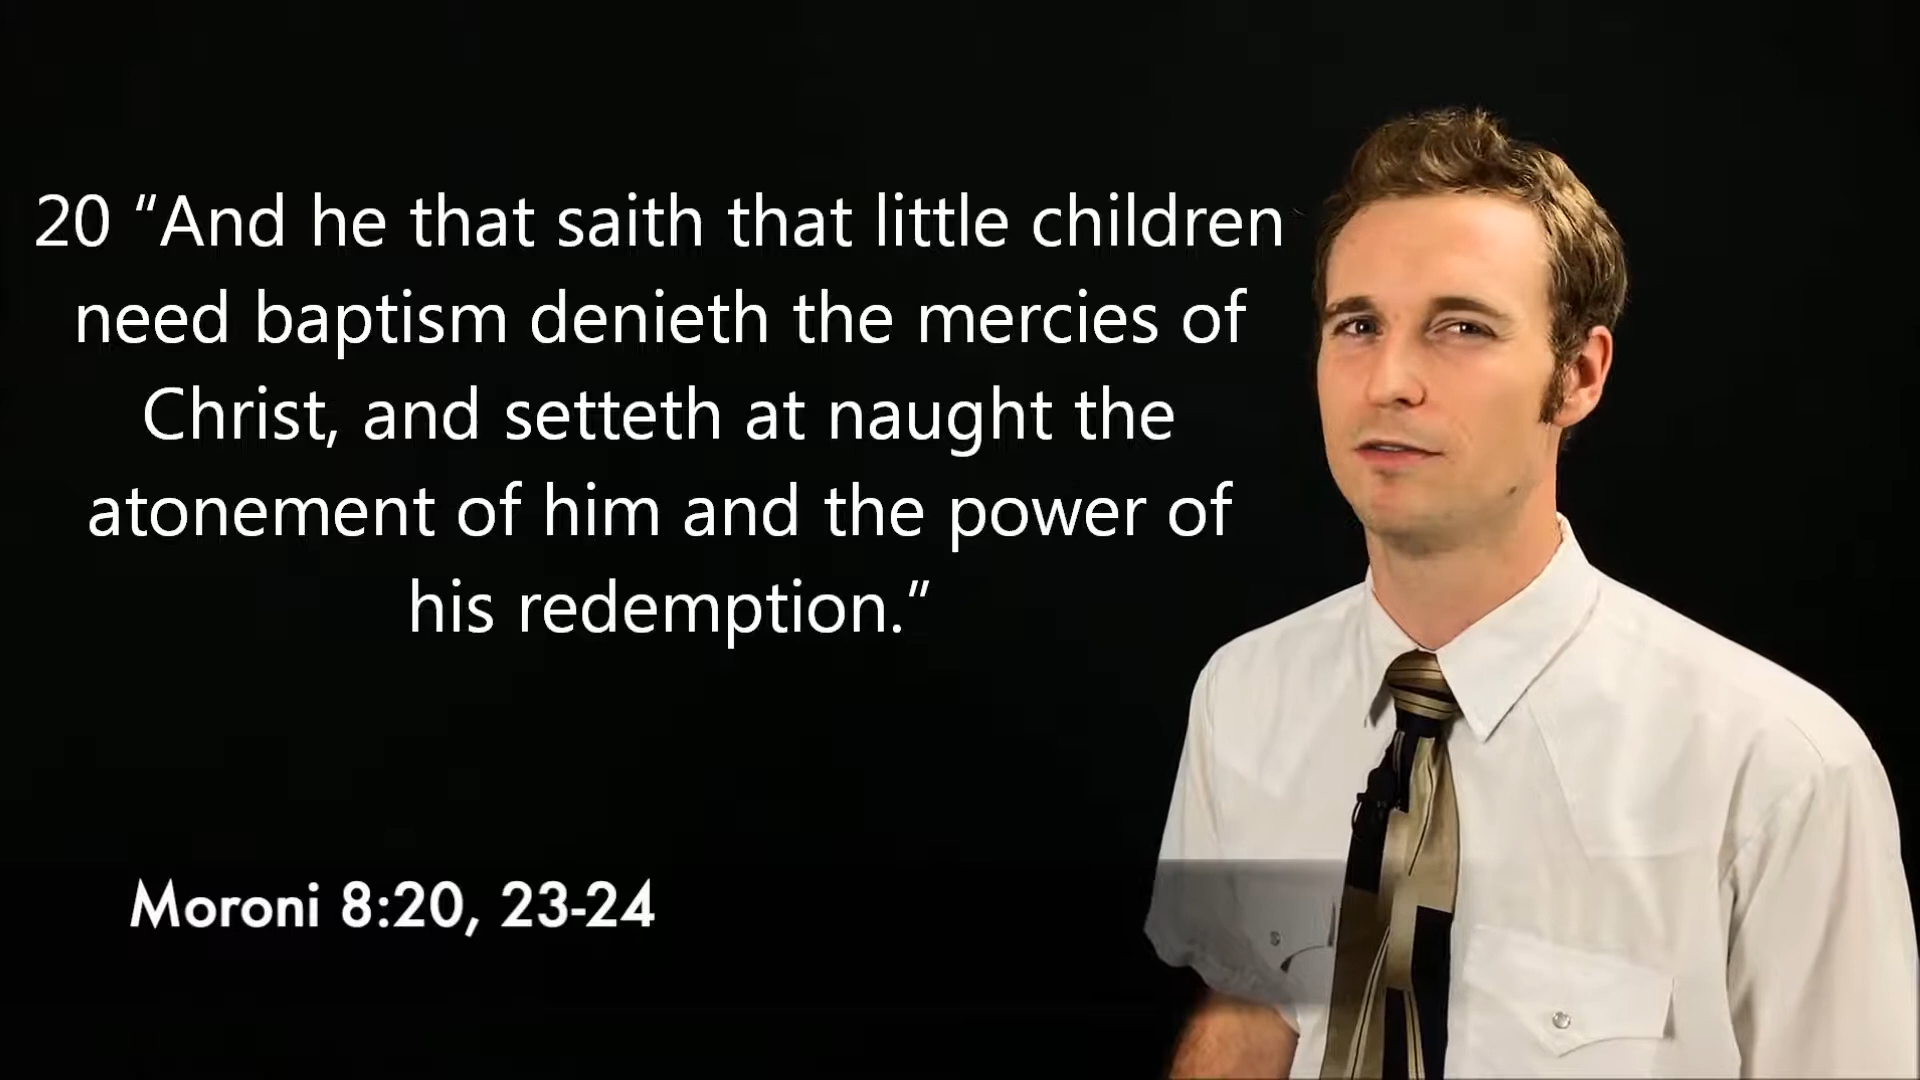 20 “And he that saith that little children
need baptism denieth the mercies of
Christ, and setteth at naught the
atonement of him and the power of
his redemption.”
Moroni 8:20, 23-24